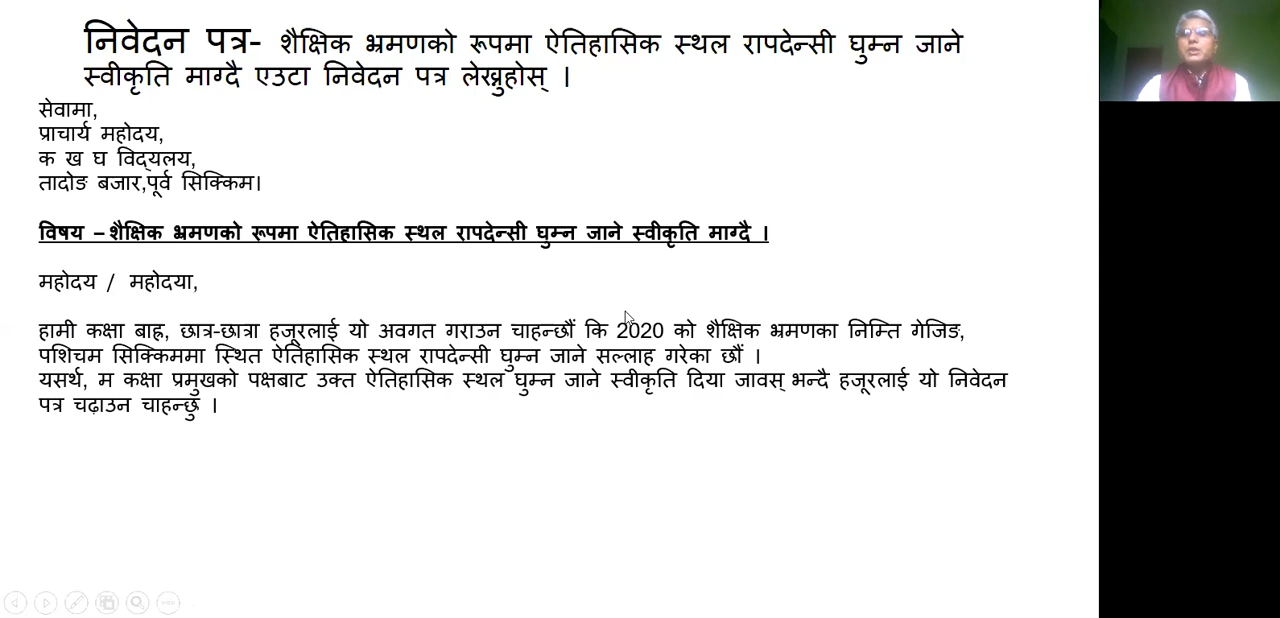 निवेदन पत्र- शैक्षिक भ्रमणको रूपमा ऐतिहासिक स्थल रापदेन्सी घुम्न जाने
स्वीकृति माग्दै एउटा निवेदन पत्र लेख्नुहोस् ।
सेवामा,
प्राचार्य महोदय,
क ख घ विद्यलय,
तादोङ बजार,पूर्व सिक्किम।
विषय – शैक्षिक भ्रमणको रूपमा ऐतिहासिक स्थल रापदेन्सी घुम्न जाने स्वीकृति माग्दै ।
महोदय / महोदया,
हामी कक्षा बाह्र, छात्र-छात्रा हजूरलाई यो अवगत गराउन चाहन्छौं कि 2020 को शैक्षिक भ्रमणका निम्ति गेजिङ,
पशिचम सिक्किममा स्थित ऐतिहासिक स्थल रापदेन्सी घुम्न जाने सल्लाह गरेका छौं ।
यसर्थ, म कक्षा प्रमुखको पक्षबाट उक्त ऐतिहासिक स्थल घुम्न जाने स्वीकृति दिया जावस् भन्दै हजूरलाई यो निवेदन
पत्र चढ़ाउन चाहन्छु ।